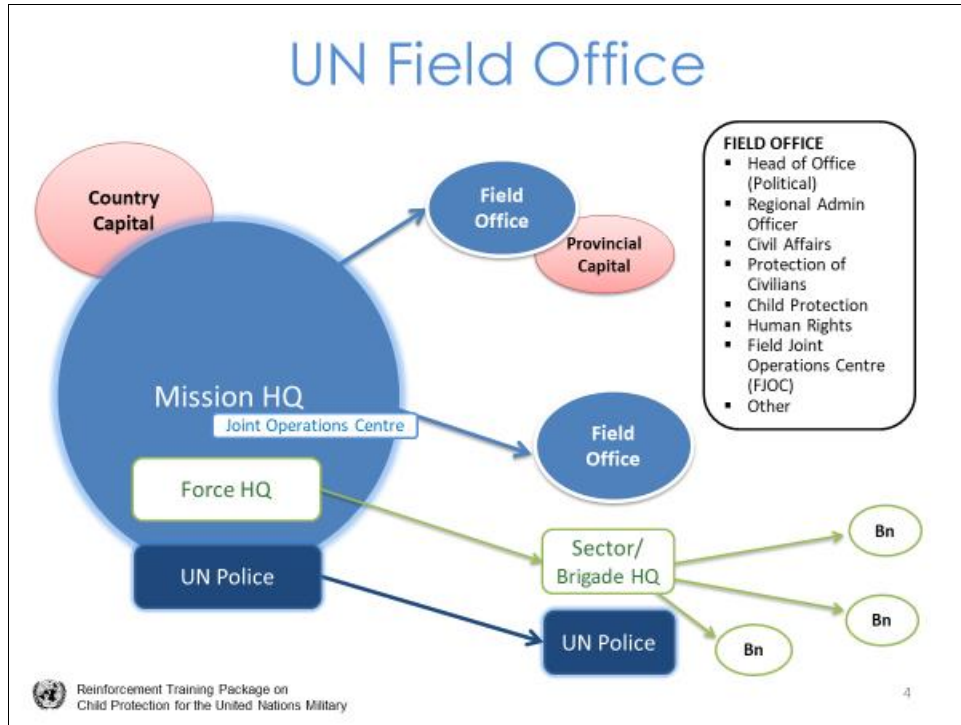 UN Field Office
Country
Capital
Field
Office
Provincial
Capital
FIELD OFFICE
▪ Head of Office
(Political)
▪ Regional Admin
Officer
▪ Civil Affairs
▪ Protection of
Civilians
▪ Child Protection
▪ Human Rights
▪ Field Joint
Operations Centre
(FJOC)
▪ Other
Mission HQ
Joint Operations Centre
Field
Office
Force HQ
UN Police
Sector/
Brigade HQ
UN Police
Bn
Bn
Bn
Reinforcement Training Package on
Child Protection for the United Nations Military
4